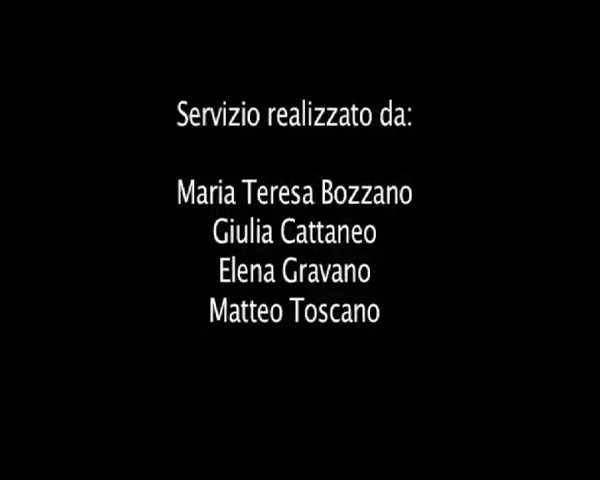 Servizio realizzato da:
Maria Teresa Bozzano
Giulia Cattaneo
Elena Gravano
Matteo Toscano